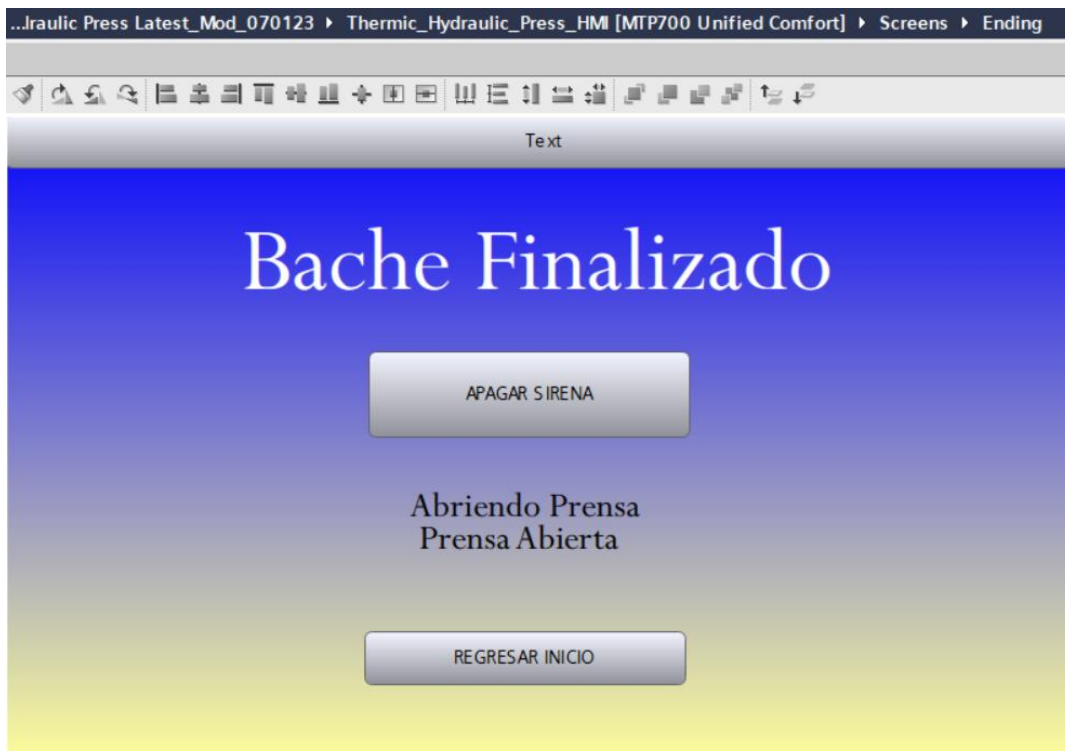 ...lraulic Press Latest_Mod_070123 ▸ Thermic_Hydraulic_Press_HMI [MTP700 Unified Comfort] ▸ Screens ▸ Ending
Text
Bache Finalizado
APAGAR SIRENA
Abriendo Prensa
Prensa Abierta
REGRESAR INICIO